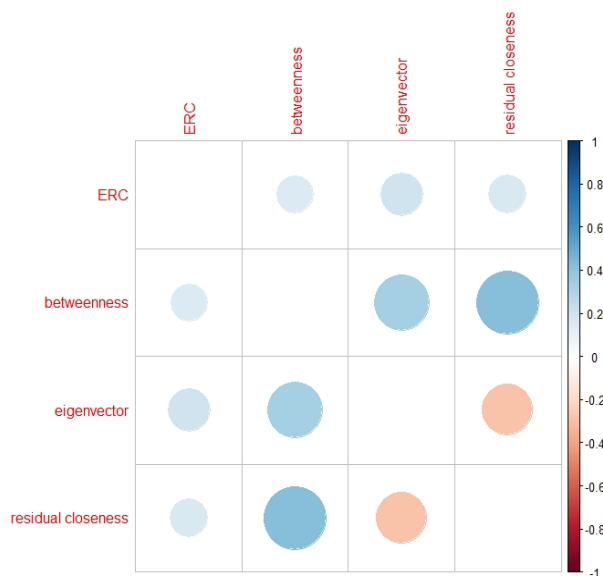 ERC
betweenness
eigenvector
residual closeness
ERC
betweenness
eigenvector
residual closeness
1
0.8
0.6
0.4
0.2
0
-0.2
-0.4
-0.6
-0.8
-1